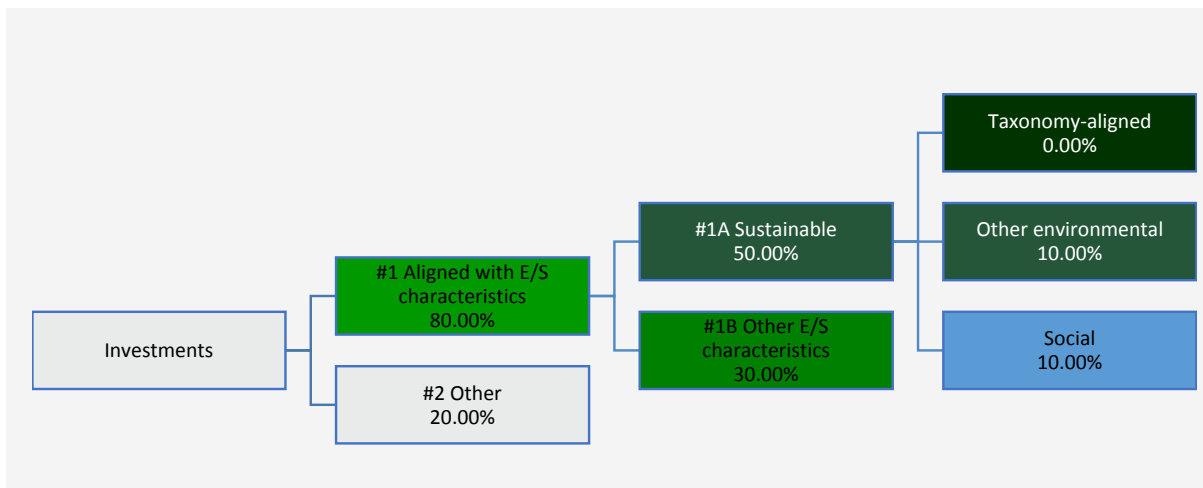 Investments
#1 Aligned with E/S
characteristics
80.00%
#2 Other
20.00%
#1A Sustainable
50.00%
#1B Other E/S
characteristics
30.00%
Taxonomy-aligned
0.00%
Other environmental
10.00%
Social
10.00%